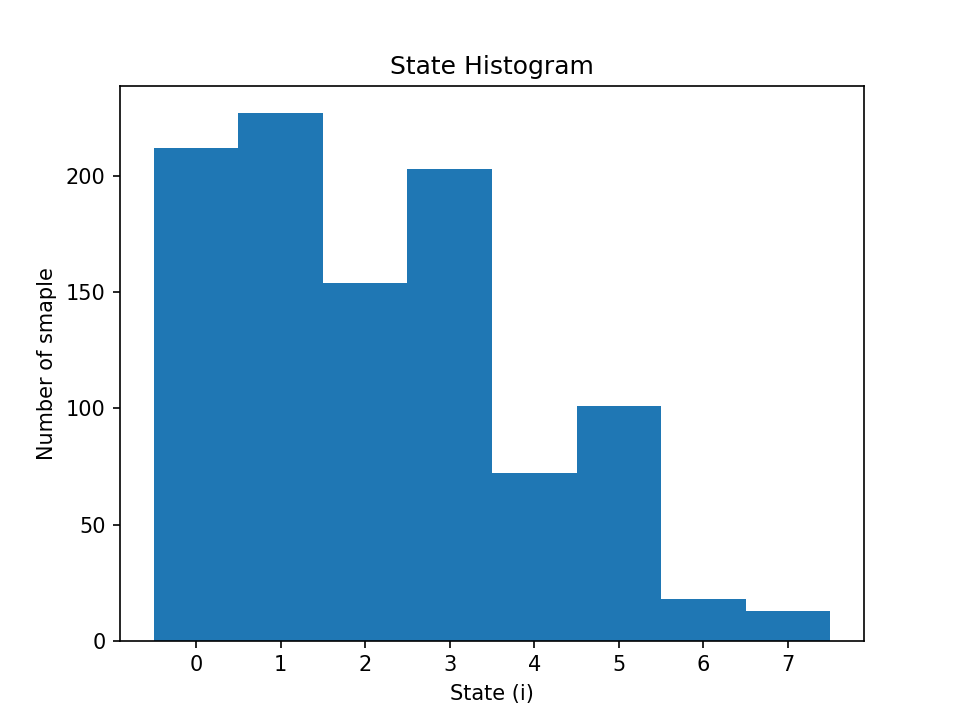 State Histogram
Number of smaple
200
150
100
50
0
0 1 2 3 4 5 6 7
State (i)